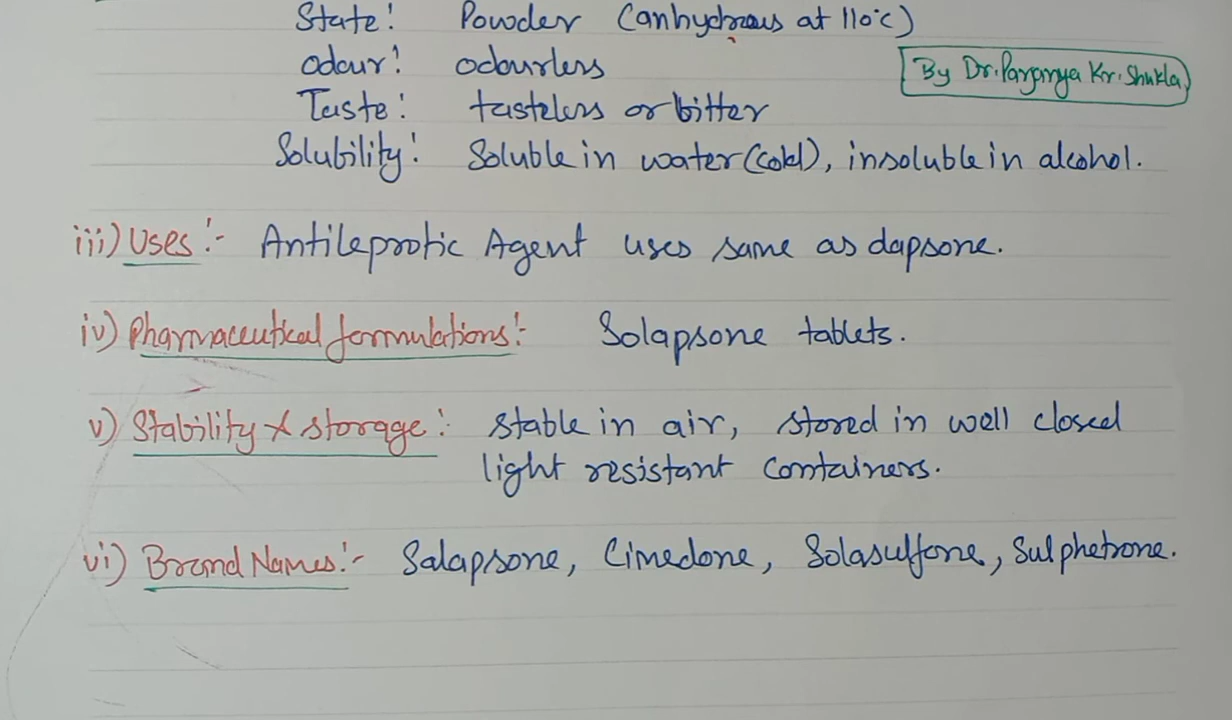 State: Powder (anhydrous at 110°C)
Odour: odourless
By Dr. Parjanya Kr. Shukla
Taste: tasteless or bitter
Solubility: Soluble in water (cold), insoluble in alcohol.
iii) Uses:- Antileprotic Agent uses same as dapsone.
iv) Pharmaceutical formulations:- Solapsone tablets.
v) Stability & storage: stable in air, stored in well closed
light resistant containers.
vi) Brand Names:- Salapsone, Cimedone, Solasulfone, Sulphetrone.